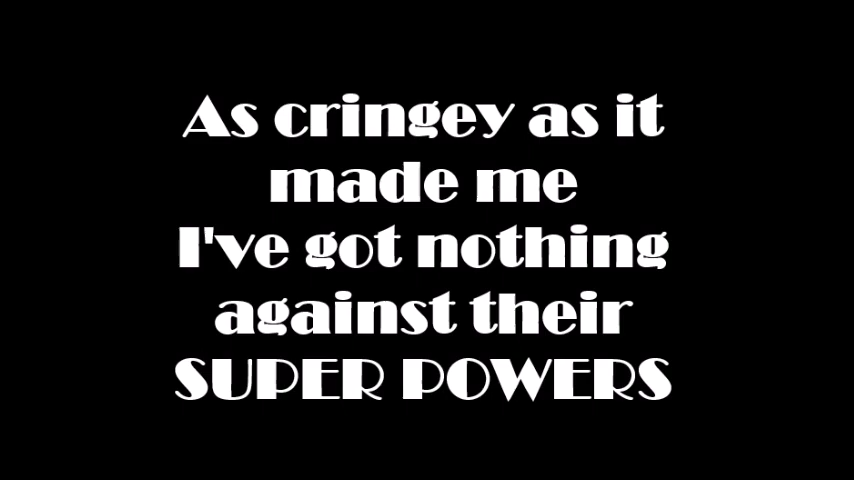 As cringey as it
made me
I've got nothing
against their
SUPER POWERS